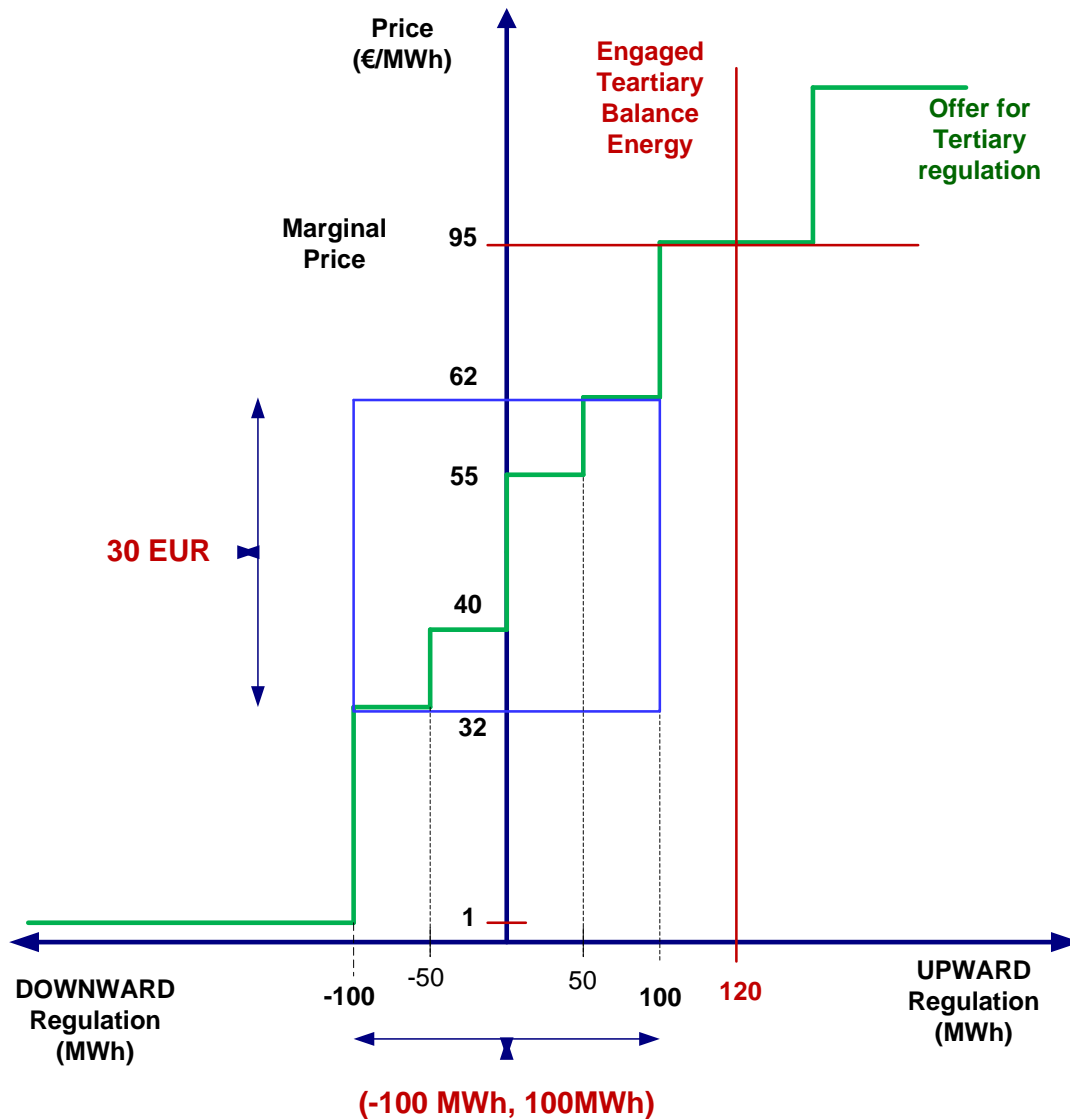 Price
(€/MWh)
Engaged
Teartiary
Balance
Energy
Offer for
Tertiary
regulation
Marginal
Price
95
62
55
30 EUR
40
32
1
DOWNWARD
Regulation
(MWh)
-100
-50
50
100
120
UPWARD
Regulation
(MWh)
(-100 MWh, 100MWh)